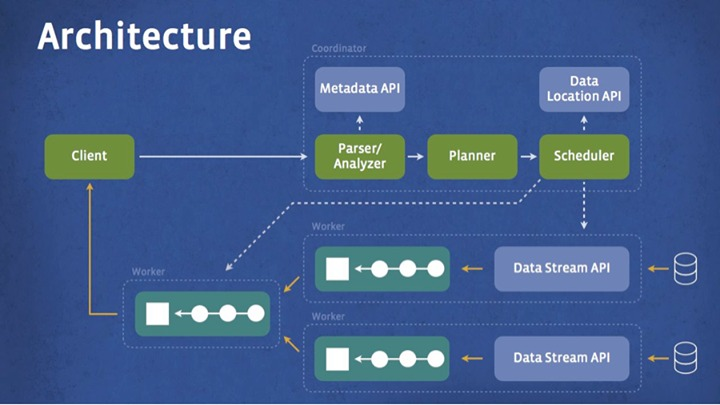 Architecture
Coordinator
Metadata API
Data
Location API
Client
Parser/
Analyzer
Planner
Scheduler
Worker
Data Stream API
Worker
Worker
Data Stream API